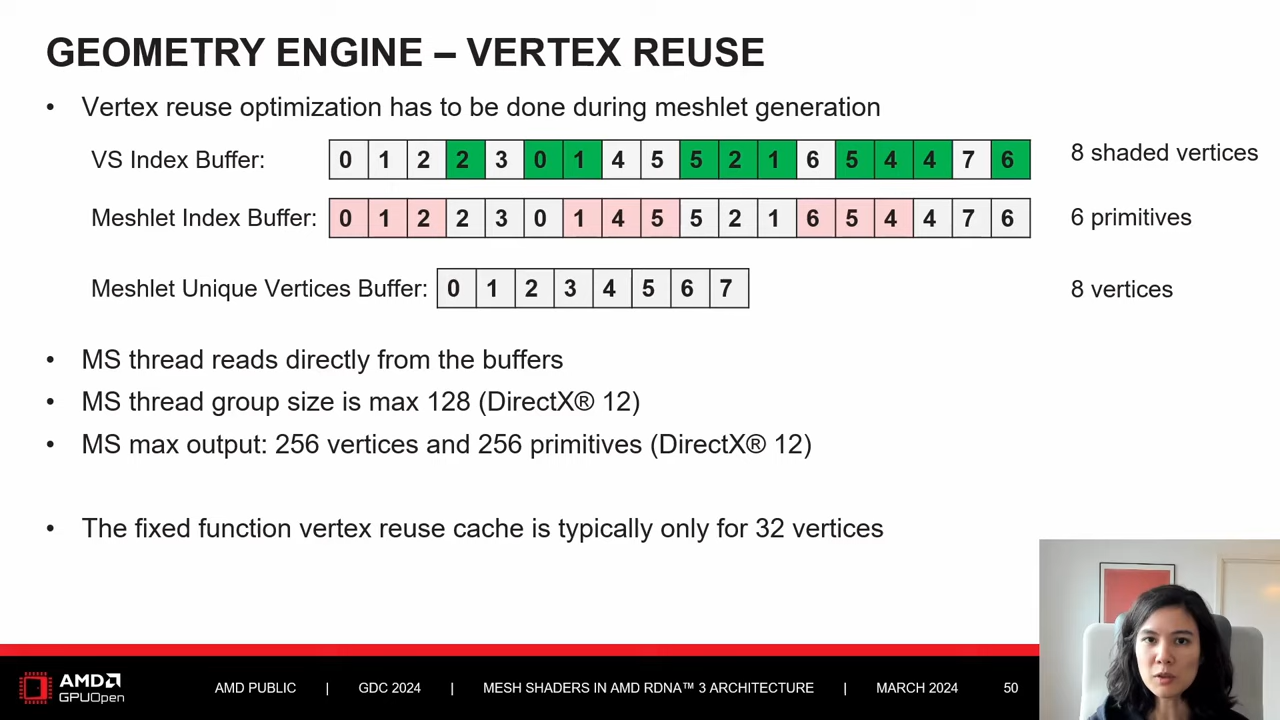 GEOMETRY ENGINE – VERTEX REUSE
• Vertex reuse optimization has to be done during meshlet generation
VS Index Buffer: 0 1 2 2 3 0 1 4 5 5 2 1 6 5 4 4 7 6 8 shaded vertices
Meshlet Index Buffer: 0 1 2 2 3 0 1 4 5 5 2 1 6 5 4 4 7 6 6 primitives
Meshlet Unique Vertices Buffer: 0 1 2 3 4 5 6 7 8 vertices
• MS thread reads directly from the buffers
• MS thread group size is max 128 (DirectX® 12)
• MS max output: 256 vertices and 256 primitives (DirectX® 12)
• The fixed function vertex reuse cache is typically only for 32 vertices
AMD
GPUOpen
AMD PUBLIC | GDC 2024 | MESH SHADERS IN AMD RDNA™ 3 ARCHITECTURE | MARCH 2024 50